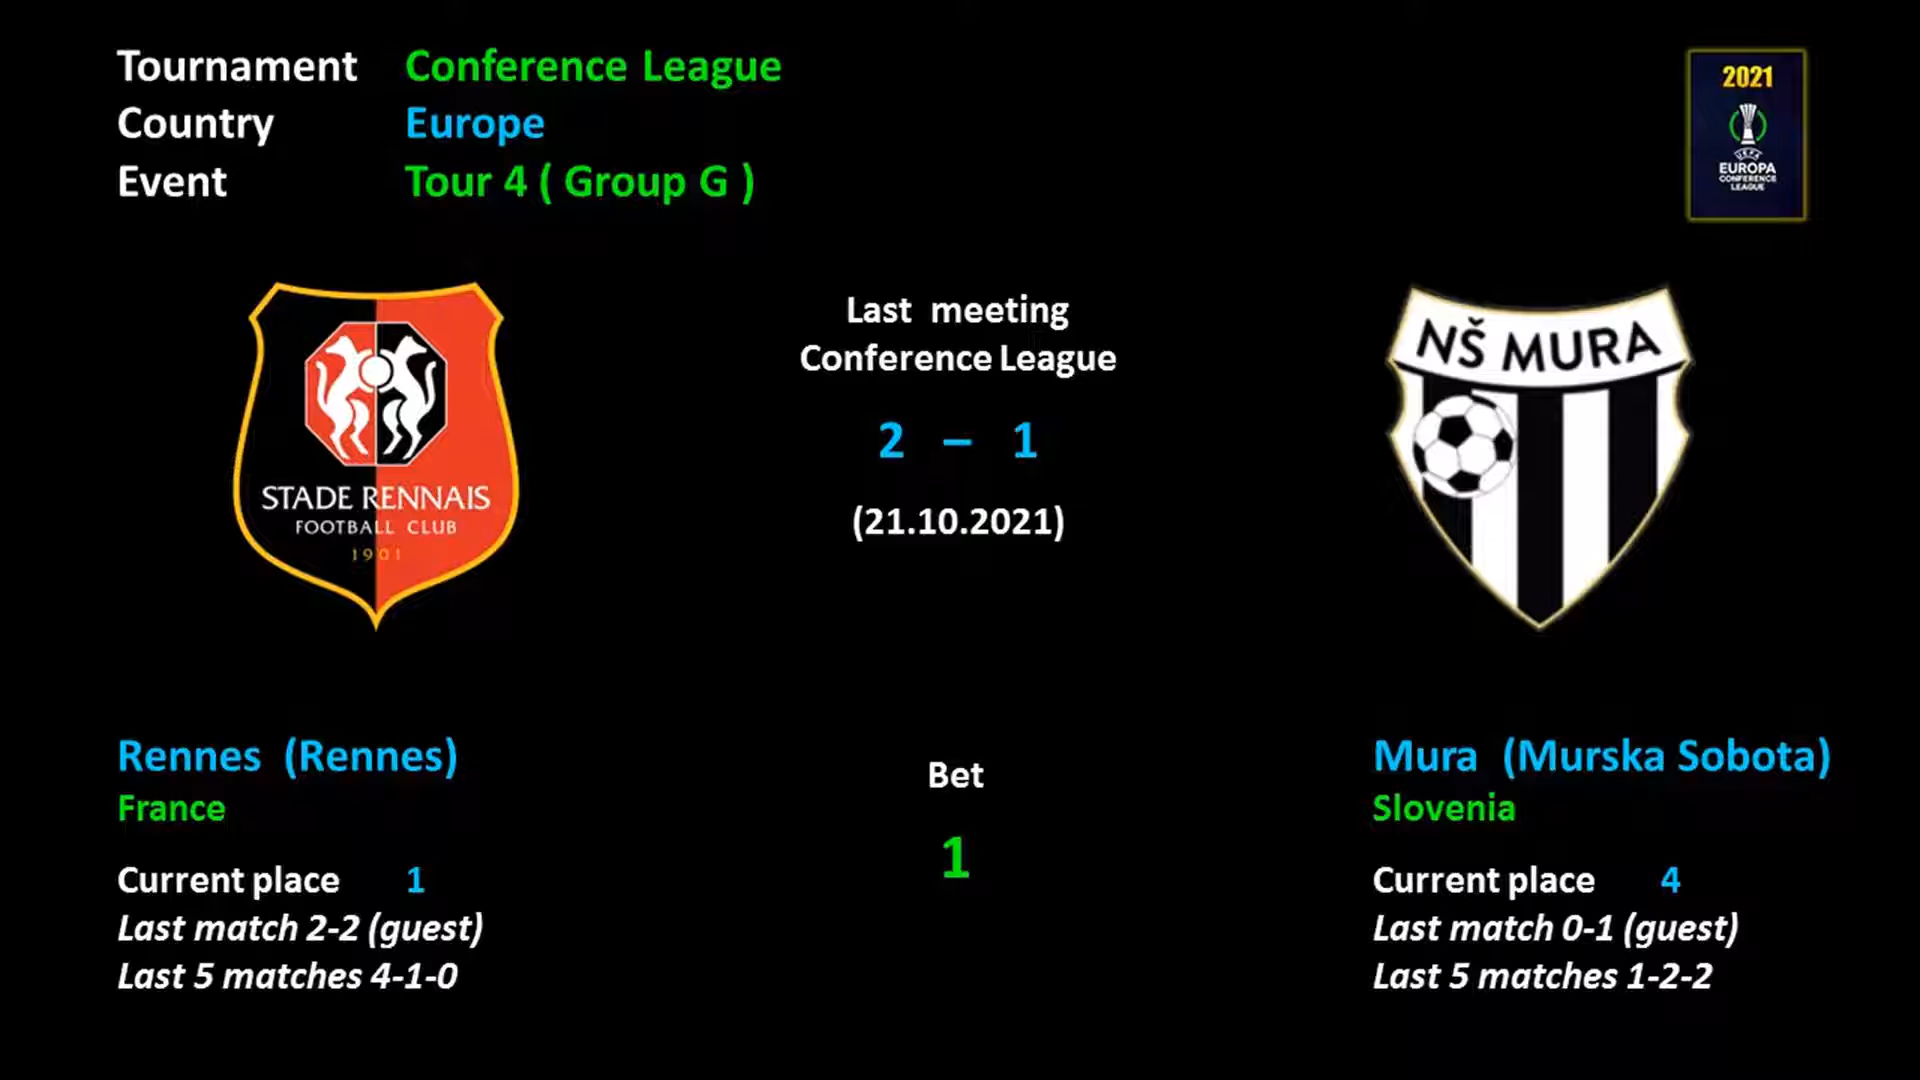 Tournament Conference League
Country Europe
Event Tour 4 ( Group G )
2021
UEFA
EUROPA
CONFERENCE
LEAGUE
Last meeting
Conference League
2 – 1
(21.10.2021)
STADE RENNAIS
FOOTBALL CLUB
1901
NŠ MURA
Rennes (Rennes)
France
Current place 1
Last match 2-2 (guest)
Last 5 matches 4-1-0
Bet
1
Mura (Murska Sobota)
Slovenia
Current place 4
Last match 0-1 (guest)
Last 5 matches 1-2-2